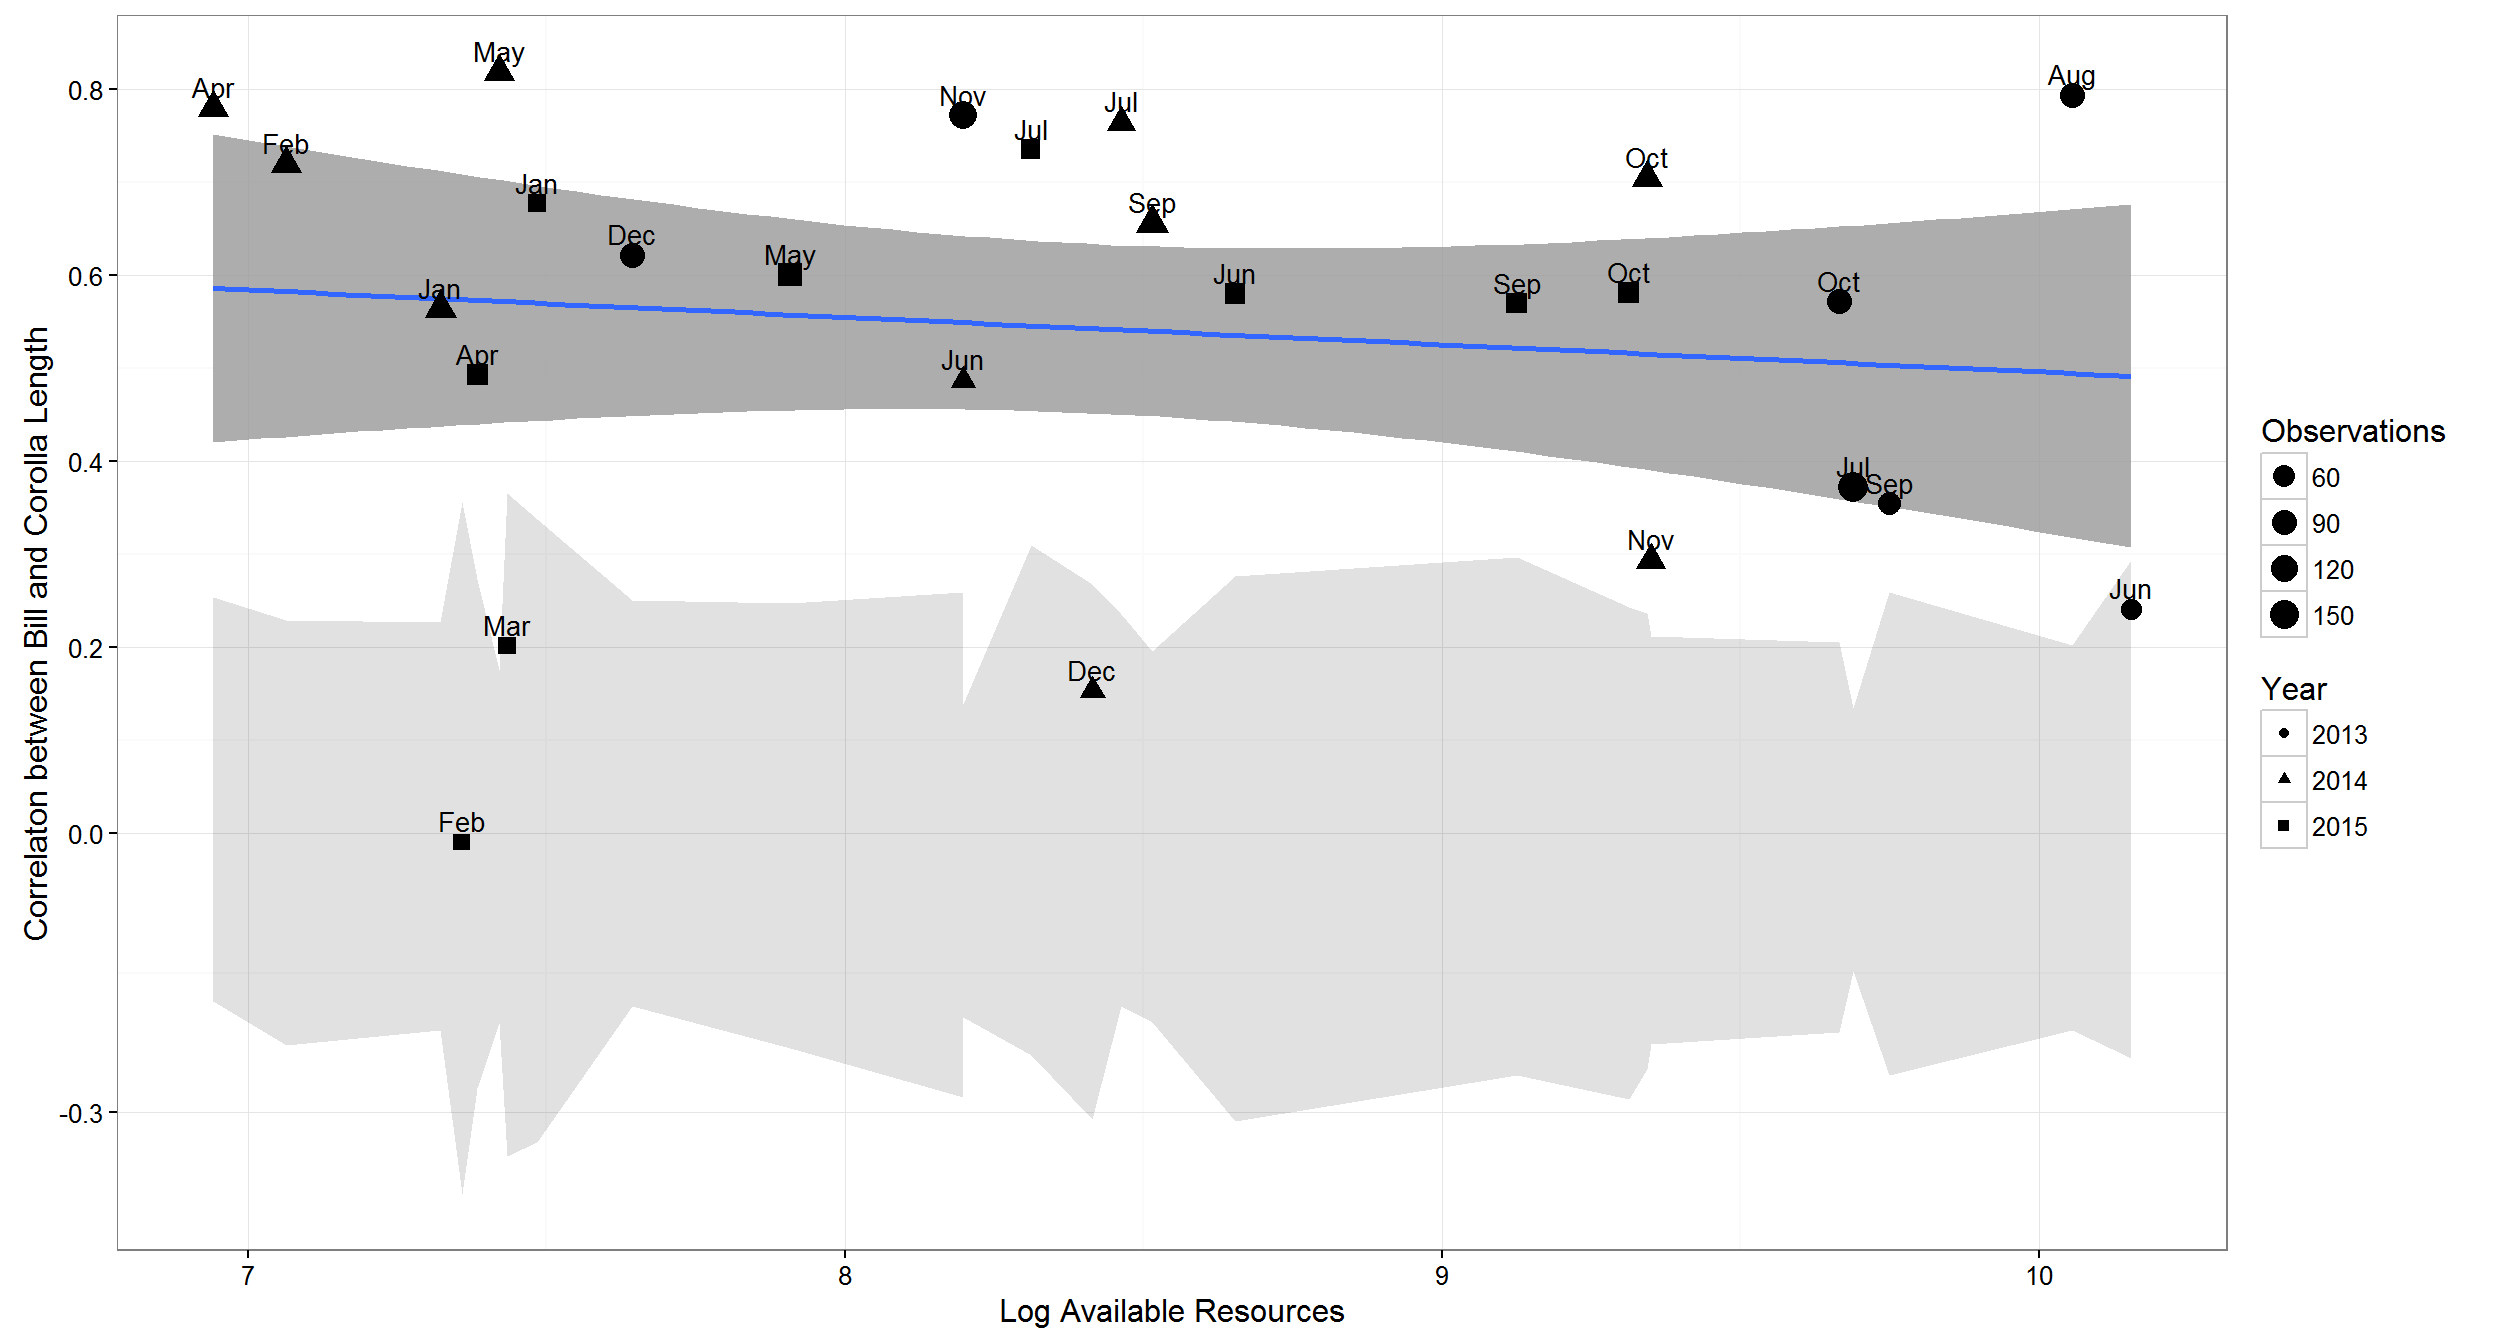 May
Apr
Aug
Nov
Jul
Jul
Feb
Oct
Jan
Sep
Dec
May
Jun
Sep
Oct
Oct
Jan
Apr
Jun
Jul
Sep
Nov
Jun
Mar
Dec
Feb
0.8
0.6
0.4
0.2
0.0
-0.3
7
8
9
10
Correlaton between Bill and Corolla Length
Log Available Resources
Observations
60
90
120
150
Year
2013
2014
2015